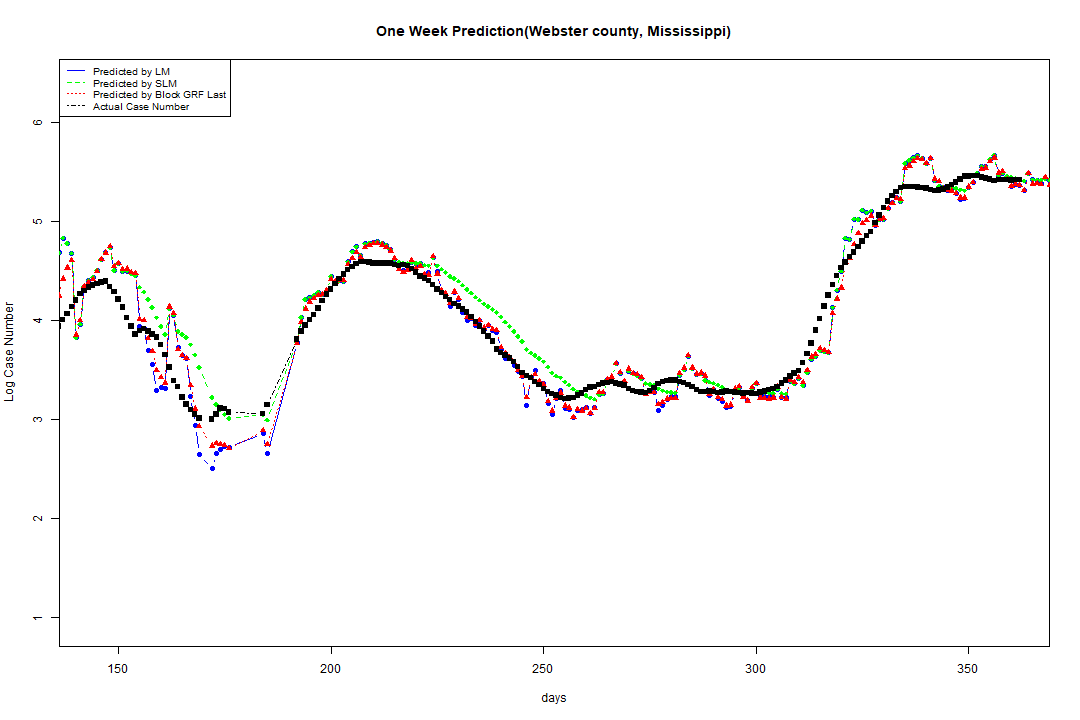 One Week Prediction(Webster county, Mississippi)
Predicted by LM
Predicted by SLM
Predicted by Block GRF Last
Actual Case Number
Log Case Number
6
5
4
3
2
1
150 200 250 300 350
days